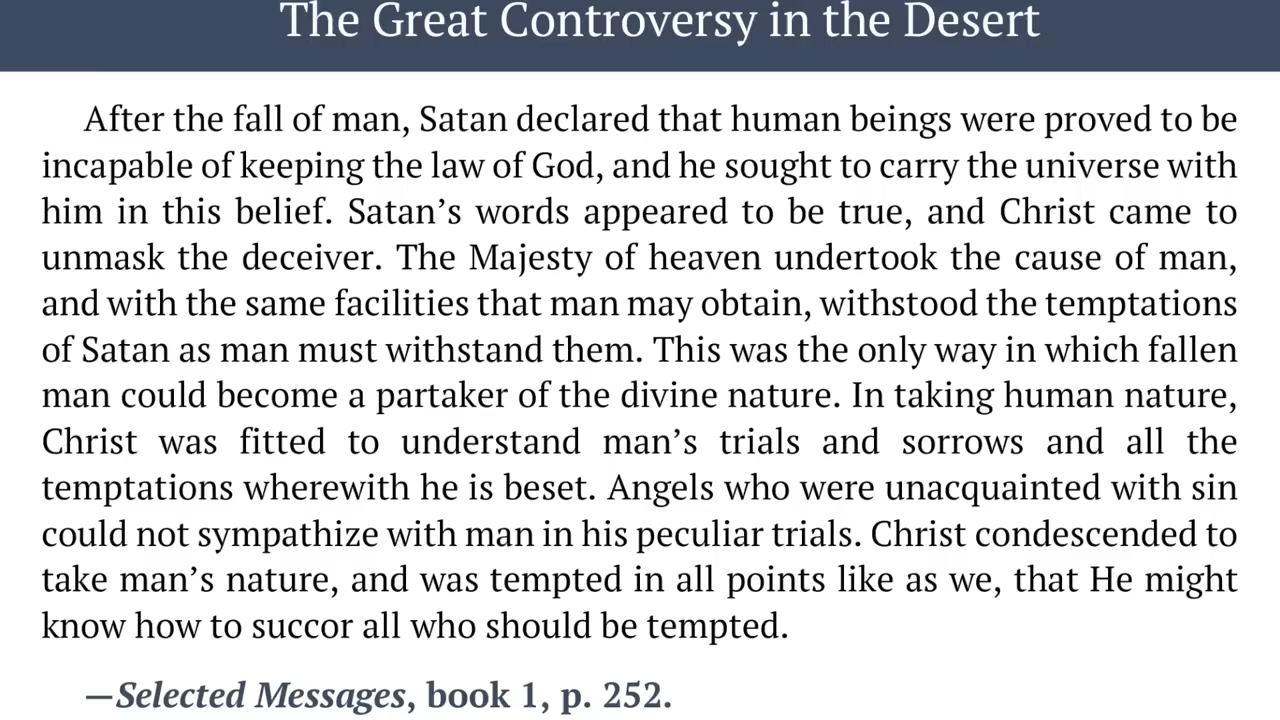 The Great Controversy in the Desert
After the fall of man, Satan declared that human beings were proved to be
incapable of keeping the law of God, and he sought to carry the universe with
him in this belief. Satan’s words appeared to be true, and Christ came to
unmask the deceiver. The Majesty of heaven undertook the cause of man,
and with the same facilities that man may obtain, withstood the temptations
of Satan as man must withstand them. This was the only way in which fallen
man could become a partaker of the divine nature. In taking human nature,
Christ was fitted to understand man’s trials and sorrows and all the
temptations wherewith he is beset. Angels who were unacquainted with sin
could not sympathize with man in his peculiar trials. Christ condescended to
take man’s nature, and was tempted in all points like as we, that He might
know how to succor all who should be tempted.
—Selected Messages, book 1, p. 252.